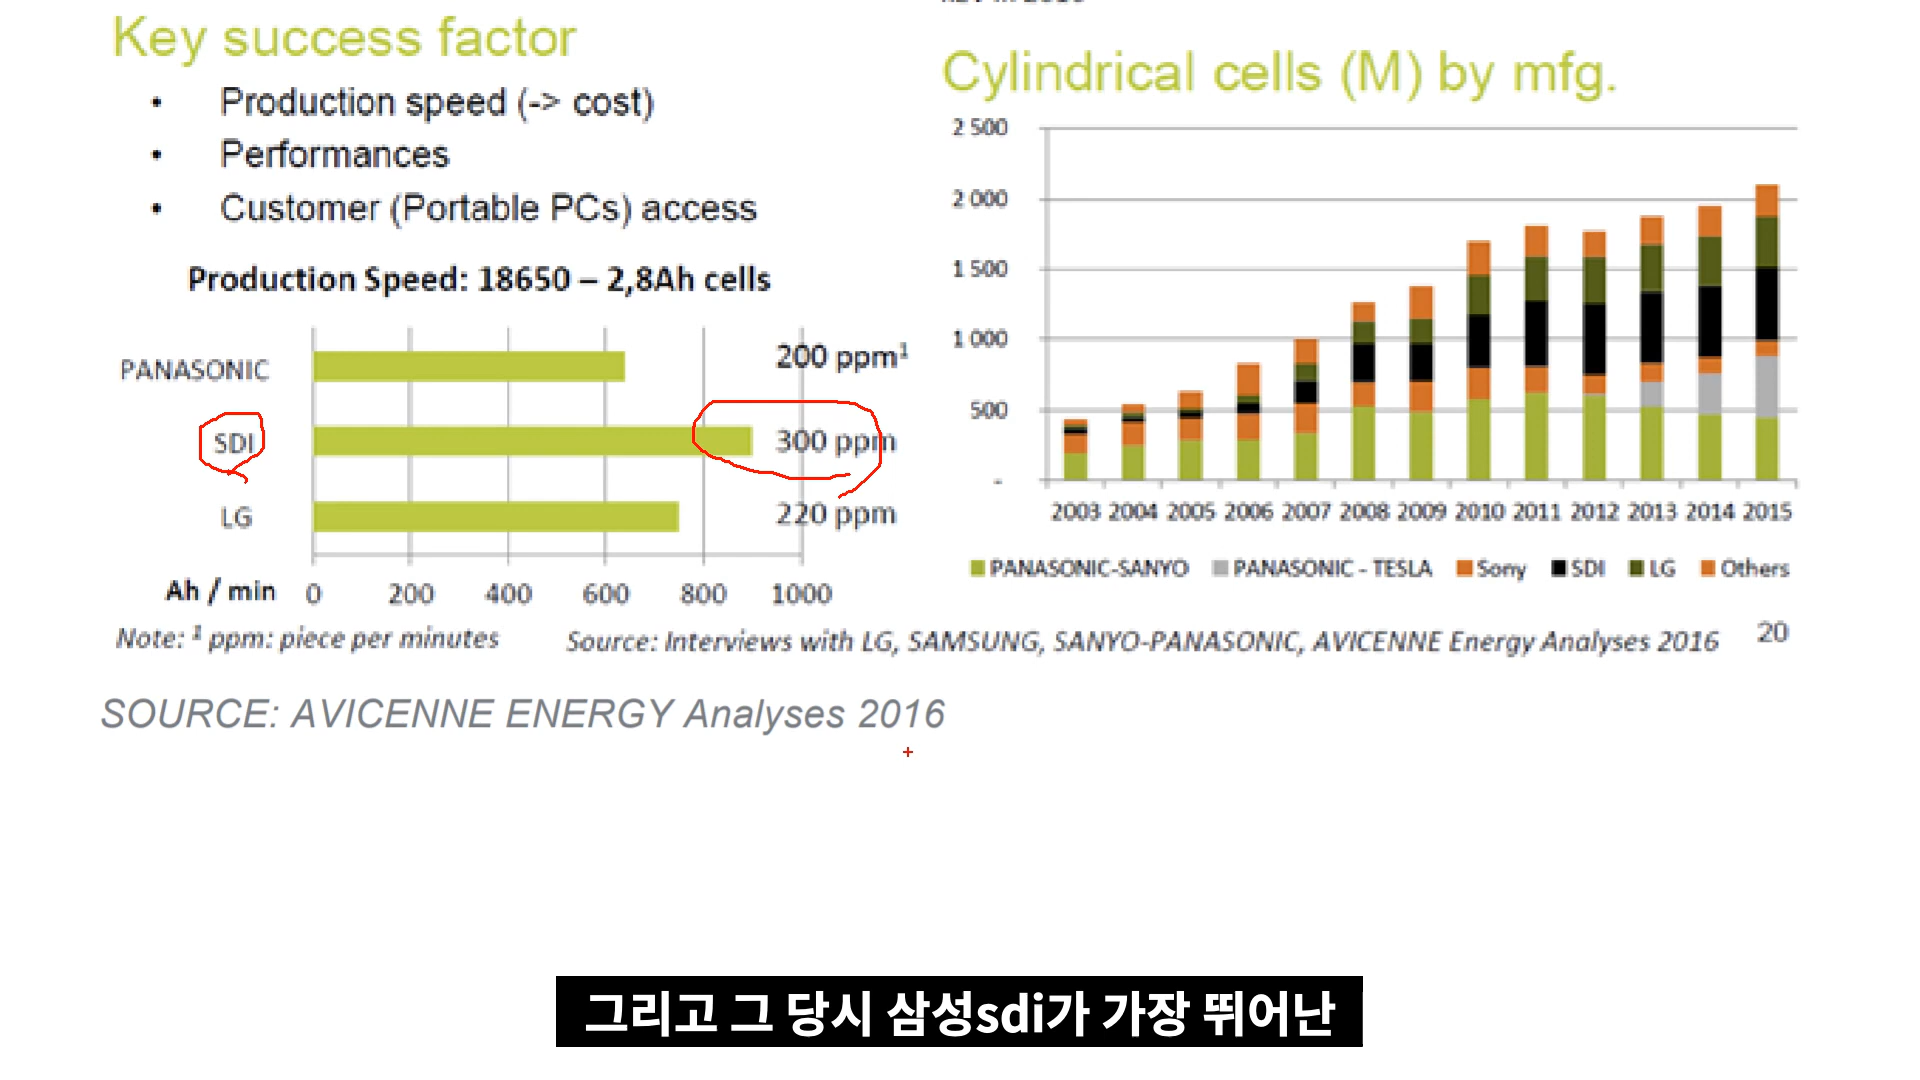 Key success factor
• Production speed (-> cost)
• Performances
• Customer (Portable PCs) access
Production Speed: 18650 – 2,8Ah cells
PANASONIC 200 ppm¹
SDI 300 ppm
LG 220 ppm
Ah / min 0 200 400 600 800 1000
Note: ¹ ppm: piece per minutes
Cylindrical cells (M) by mfg.
2 500
2 000
1 500
1 000
500
-
2003 2004 2005 2006 2007 2008 2009 2010 2011 2012 2013 2014 2015
PANASONIC-SANYO PANASONIC - TESLA Sony SDI LG Others
Source: Interviews with LG, SAMSUNG, SANYO-PANASONIC, AVICENNE Energy Analyses 2016
20
SOURCE: AVICENNE ENERGY Analyses 2016
그리고 그 당시 삼성sdi가 가장 뛰어난